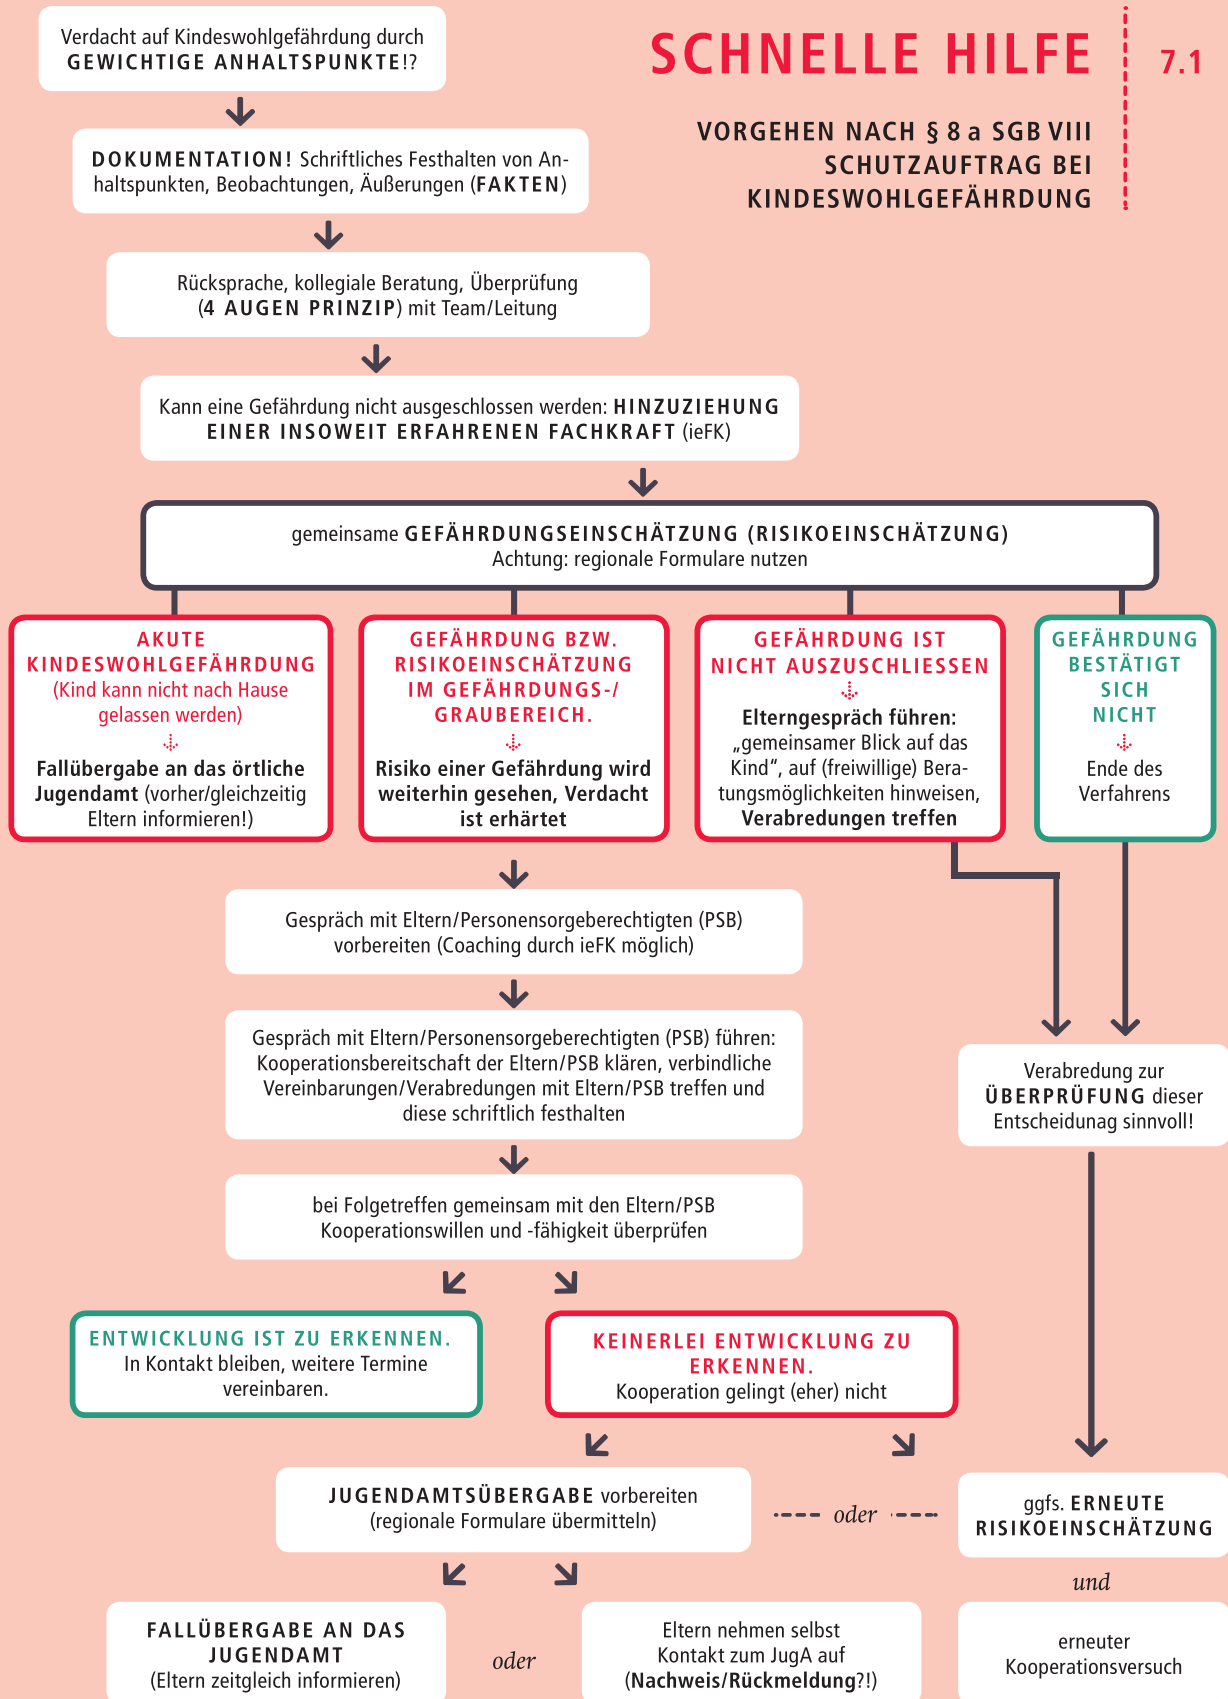 Verdacht auf Kindeswohlgefährdung durch
GEWICHTIGE ANHALTSPUNKTE!?
SCHNELLE HILFE
7.1
VORGEHEN NACH § 8 a SGB VIII
SCHUTZAUFTRAG BEI
KINDESWOHLGEFÄHRDUNG
DOKUMENTATION! Schriftliches Festhalten von An-
haltspunkten, Beobachtungen, Äußerungen (FAKTEN)
Rücksprache, kollegiale Beratung, Überprüfung
(4 AUGEN PRINZIP) mit Team/Leitung
Kann eine Gefährdung nicht ausgeschlossen werden: HINZUZIEHUNG
EINER INSOWEIT ERFAHRENEN FACHKRAFT (ieFK)
gemeinsame GEFÄHRDUNGSEINSCHÄTZUNG (RISIKOEINSCHÄTZUNG)
Achtung: regionale Formulare nutzen
AKUTE
KINDESWOHLGEFÄHRDUNG
(Kind kann nicht nach Hause
gelassen werden)
Fallübergabe an das örtliche
Jugendamt (vorher/gleichzeitig
Eltern informieren!)
GEFÄHRDUNG BZW.
RISIKOEINSCHÄTZUNG
IM GEFÄHRDUNGS-/
GRAUBEREICH.
Risiko einer Gefährdung wird
weiterhin gesehen, Verdacht
ist erhärtet
GEFÄHRDUNG IST
NICHT AUSZUSCHLIESSEN
Elterngespräch führen:
„gemeinsamer Blick auf das
Kind“, auf (freiwillige) Bera-
tungsmöglichkeiten hinweisen,
Verabredungen treffen
GEFÄHRDUNG
BESTÄTIGT
SICH
NICHT
Ende des
Verfahrens
Gespräch mit Eltern/Personensorgeberechtigten (PSB)
vorbereiten (Coaching durch ieFK möglich)
Gespräch mit Eltern/Personensorgeberechtigten (PSB) führen:
Kooperationsbereitschaft der Eltern/PSB klären, verbindliche
Vereinbarungen/Verabredungen mit Eltern/PSB treffen und
diese schriftlich festhalten
Verabredung zur
ÜBERPRÜFUNG dieser
Entscheidunag sinnvoll!
bei Folgetreffen gemeinsam mit den Eltern/PSB
Kooperationswillen und -fähigkeit überprüfen
ENTWICKLUNG IST ZU ERKENNEN.
In Kontakt bleiben, weitere Termine
vereinbaren.
KEINERLEI ENTWICKLUNG ZU
ERKENNEN.
Kooperation gelingt (eher) nicht
JUGENDAMTSÜBERGABE vorbereiten
(regionale Formulare übermitteln)
oder
ggfs. ERNEUTE
RISIKOEINSCHÄTZUNG
und
FALLÜBERGABE AN DAS
JUGENDAMT
(Eltern zeitgleich informieren)
oder
Eltern nehmen selbst
Kontakt zum JugA auf
(Nachweis/Rückmeldung?!)
erneuter
Kooperationsversuch